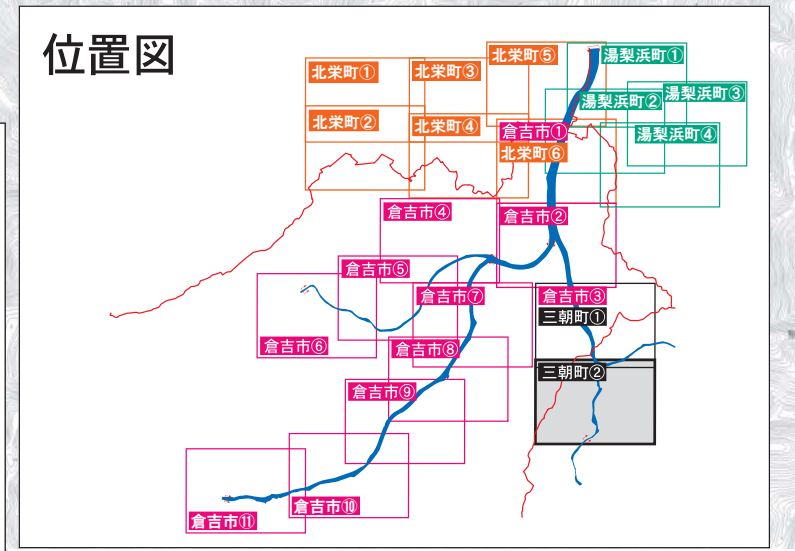 位置図
北栄町①
北栄町③
北栄町⑤
湯梨浜町①
北栄町②
北栄町④
倉吉市①
湯梨浜町②
湯梨浜町③
北栄町⑥
湯梨浜町④
倉吉市④
倉吉市②
倉吉市⑤
倉吉市⑦
倉吉市③
三朝町①
倉吉市⑥
倉吉市⑧
三朝町②
倉吉市⑨
倉吉市⑩
倉吉市⑪